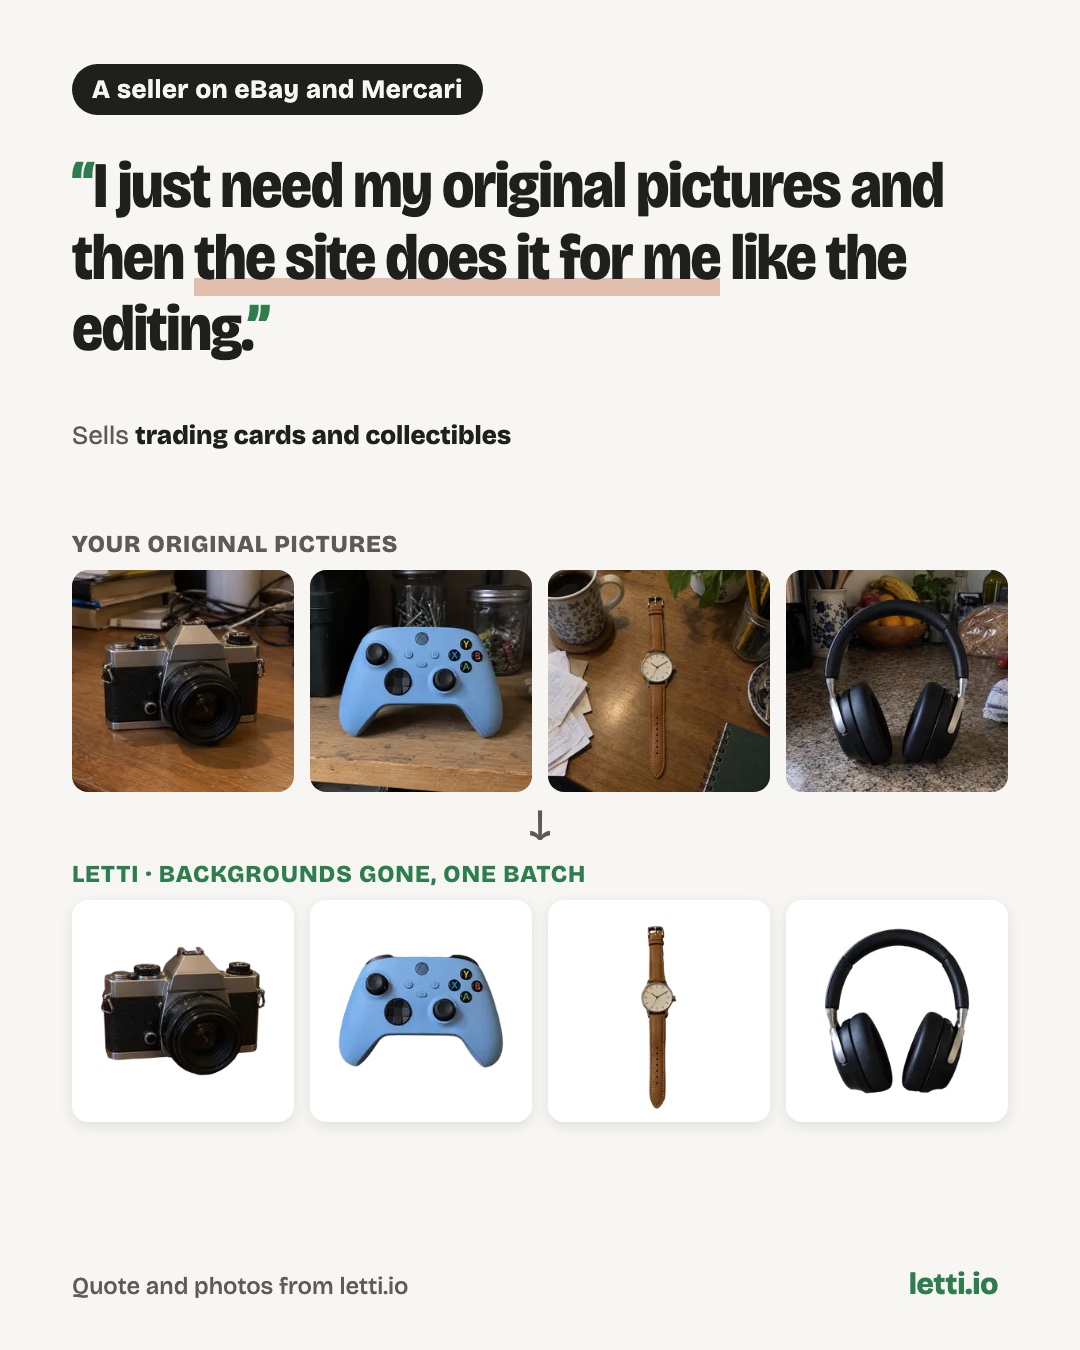 A seller on eBay and Mercari
“I just need my original pictures and
then the site does it for me like the
editing.”
Sells trading cards and collectibles
YOUR ORIGINAL PICTURES
Y
X B
A
↓
LETTI · BACKGROUNDS GONE, ONE BATCH
Y
X B
A
Quote and photos from letti.io
letti.io